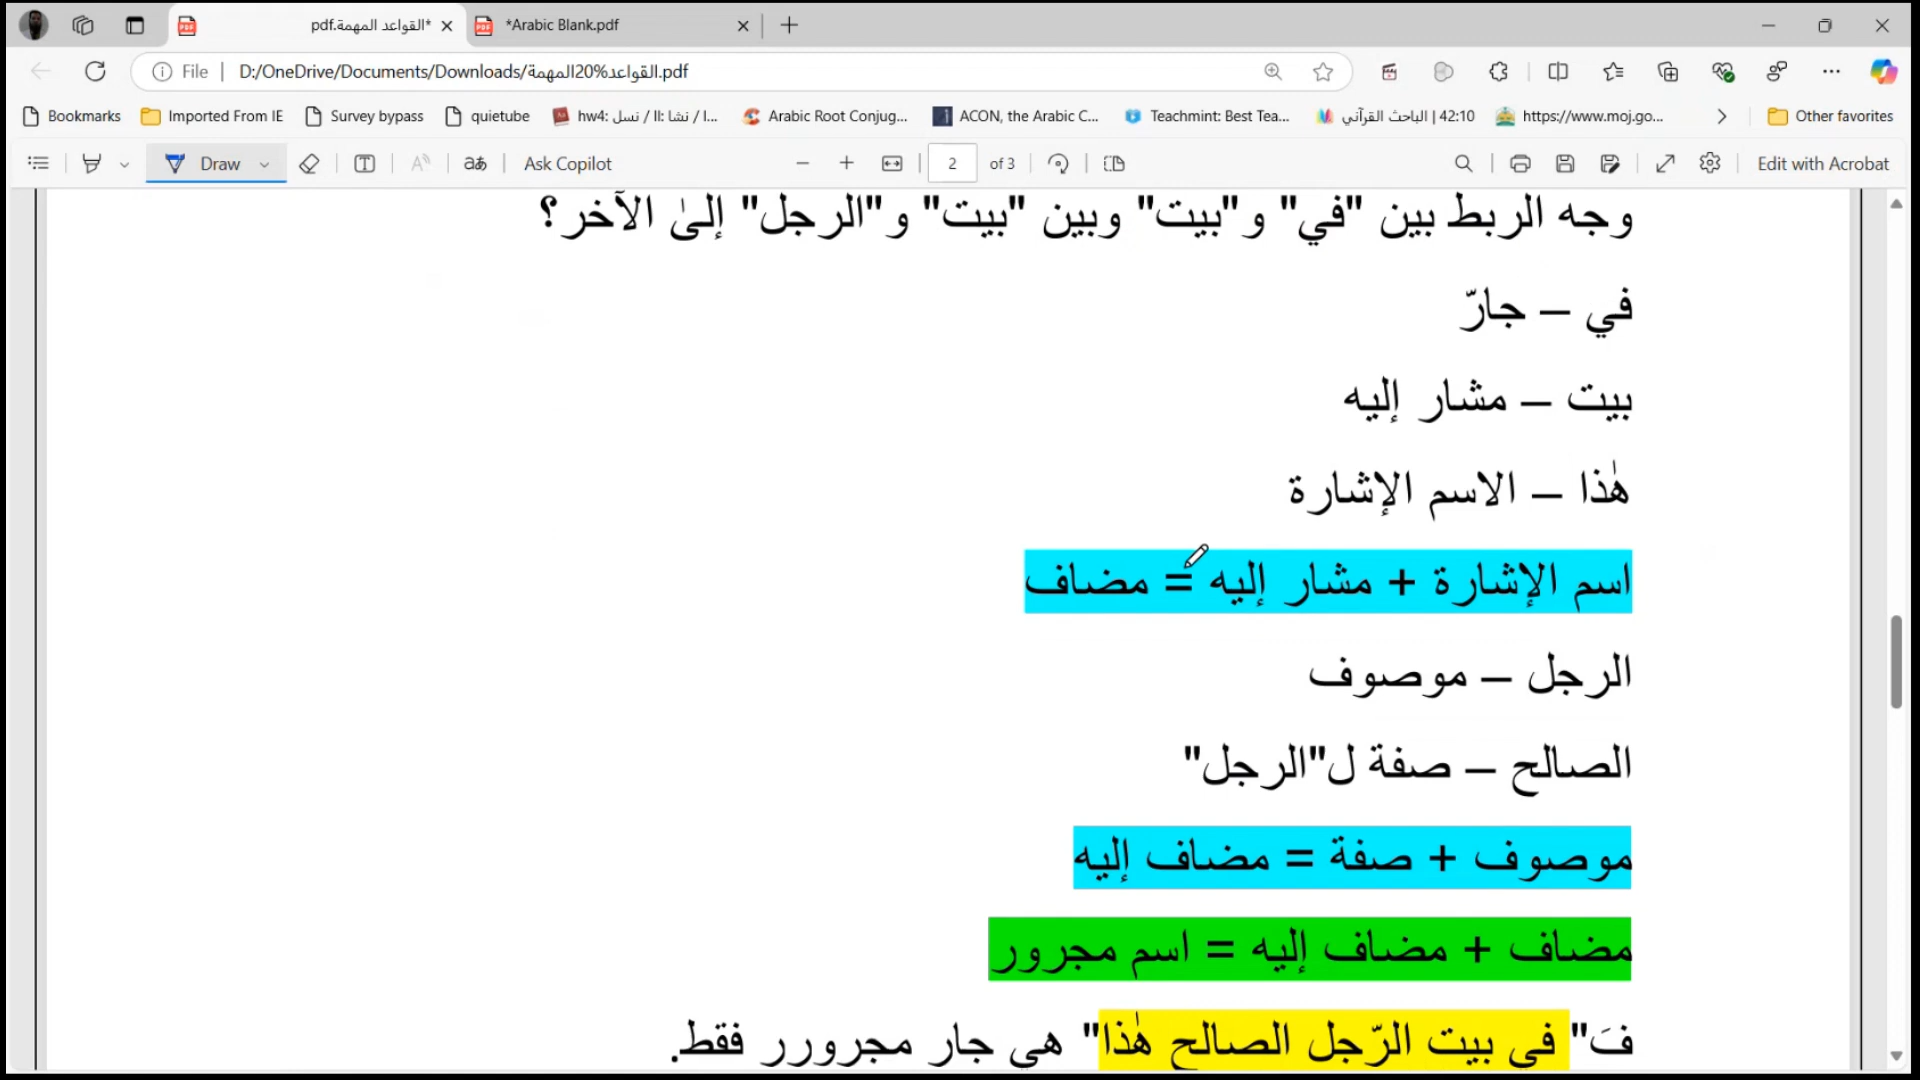 القواعد المهمة.pdf*
*Arabic Blank.pdf
File
D:/OneDrive/Documents/Downloads/القواعد%20المهمة.pdf
Bookmarks
Imported From IE
Survey bypass
quietube
hw4: نشا / II: نسل / ا...
Arabic Root Conjug...
ACON, the Arabic C...
Teachmint: Best Tea...
الباحث القرآني | 42:10
https://www.moj.go...
Other favorites
Draw
Ask Copilot
2 of 3
Edit with Acrobat
وجه الربط بين "في" و"بيت" وبين "بيت" و"الرجل" إلىٰ الآخر؟
في – جارّ
بيت – مشار إليه
هٰذا – الاسم الإشارة
اسم الإشارة + مشار إليه = مضاف
الرجل – موصوف
الصالح – صفة ل"الرجل"
موصوف + صفة = مضاف إليه
مضاف + مضاف إليه = اسم مجرور
فَ"في بيت الرّجل الصالح هٰذا" هي جار مجرورر فقط.